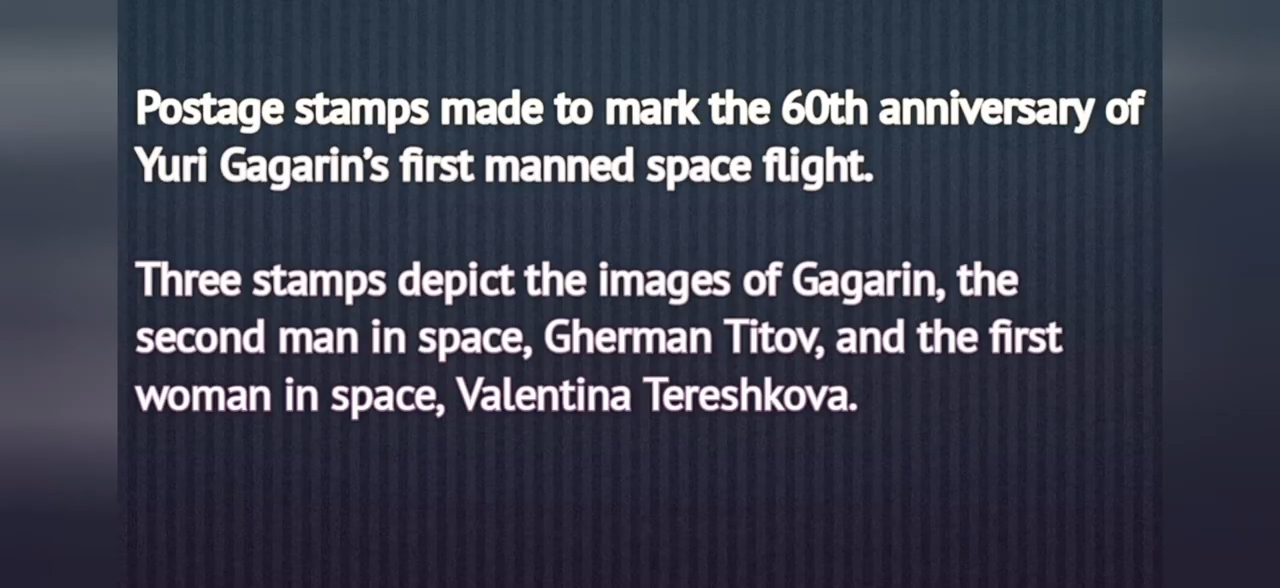 Postage stamps made to mark the 60th anniversary of
Yuri Gagarin's first manned space flight.
Three stamps depict the images of Gagarin, the
second man in space, Gherman Titov, and the first
woman in space, Valentina Tereshkova.